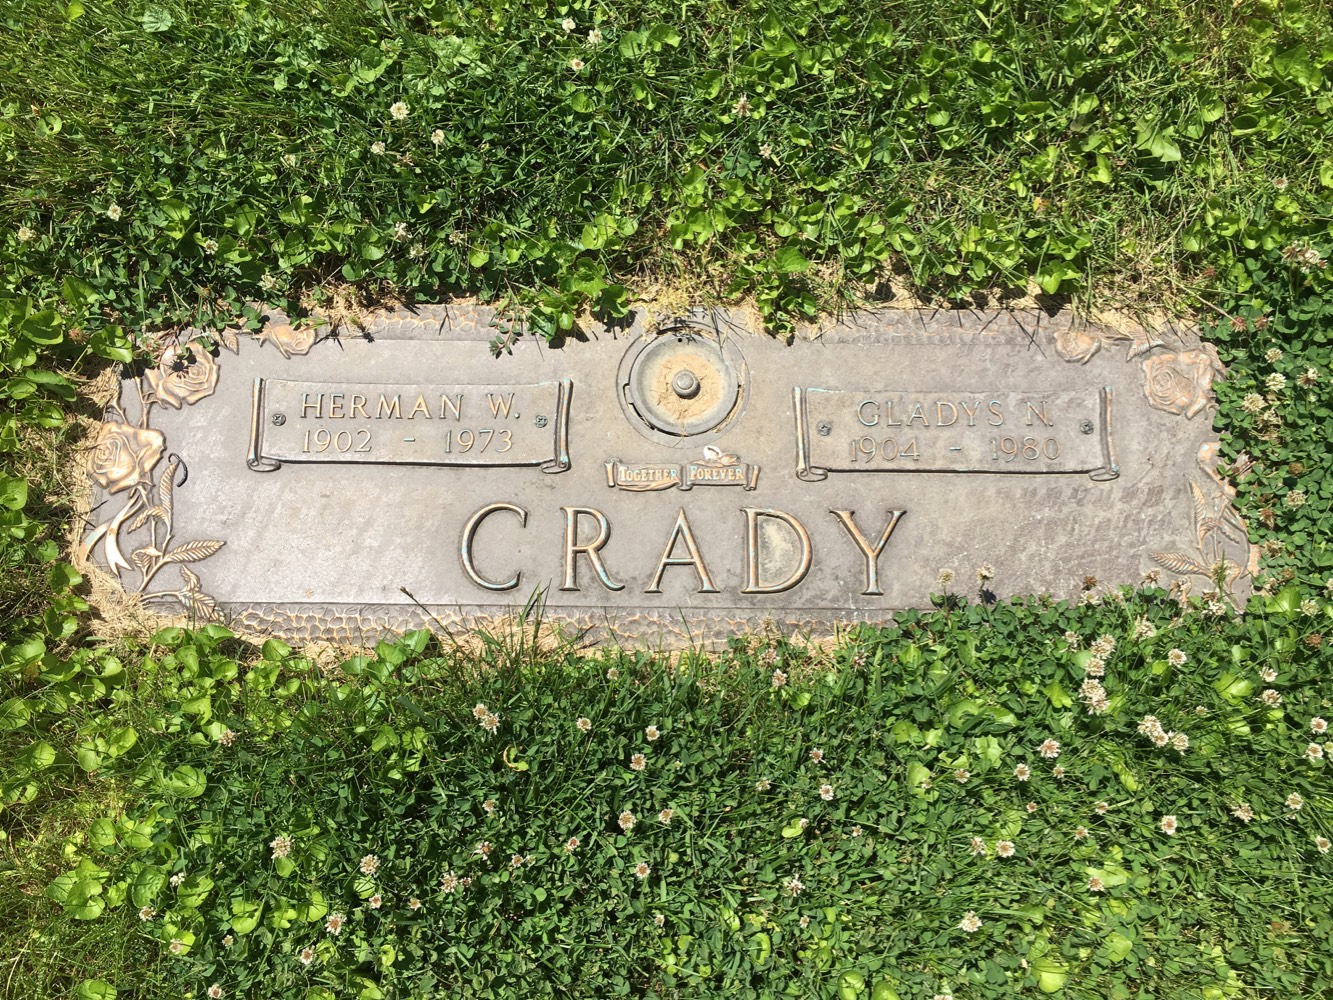 HERMAN W.
1902 - 1973
GLADYS N.
1904 - 1980
TOGETHER FOREVER
CRADY